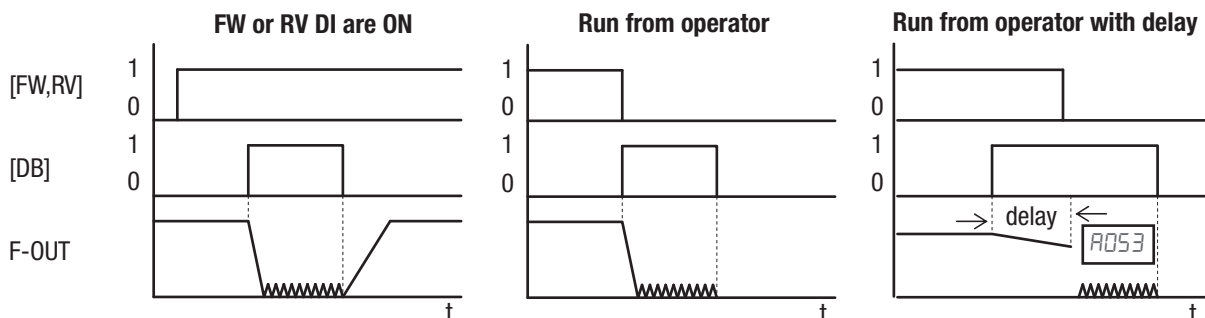 FW or RV DI are ON
Run from operator
Run from operator with delay
[FW,RV]
1
0
1
0
1
0
[DB]
1
0
1
0
1
0
F-OUT
delay
A053
t
t
t